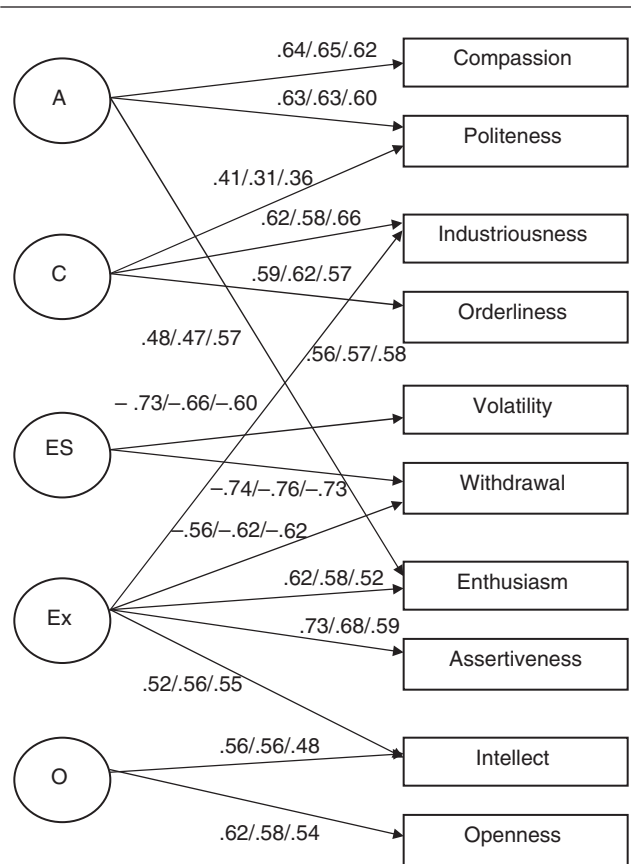 .64/.65/.62
Compassion
A
.63/.63/.60
Politeness
.41/.31/.36
.62/.58/.66
Industriousness
C
.59/.62/.57
Orderliness
.48/.47/.57
.56/.57/.58
– .73/–.66/–.60
Volatility
ES
Withdrawal
–.74/–.76/–.73
–.56/–.62/–.62
.62/.58/.52
Enthusiasm
Ex
.73/.68/.59
Assertiveness
.52/.56/.55
.56/.56/.48
Intellect
O
.62/.58/.54
Openness